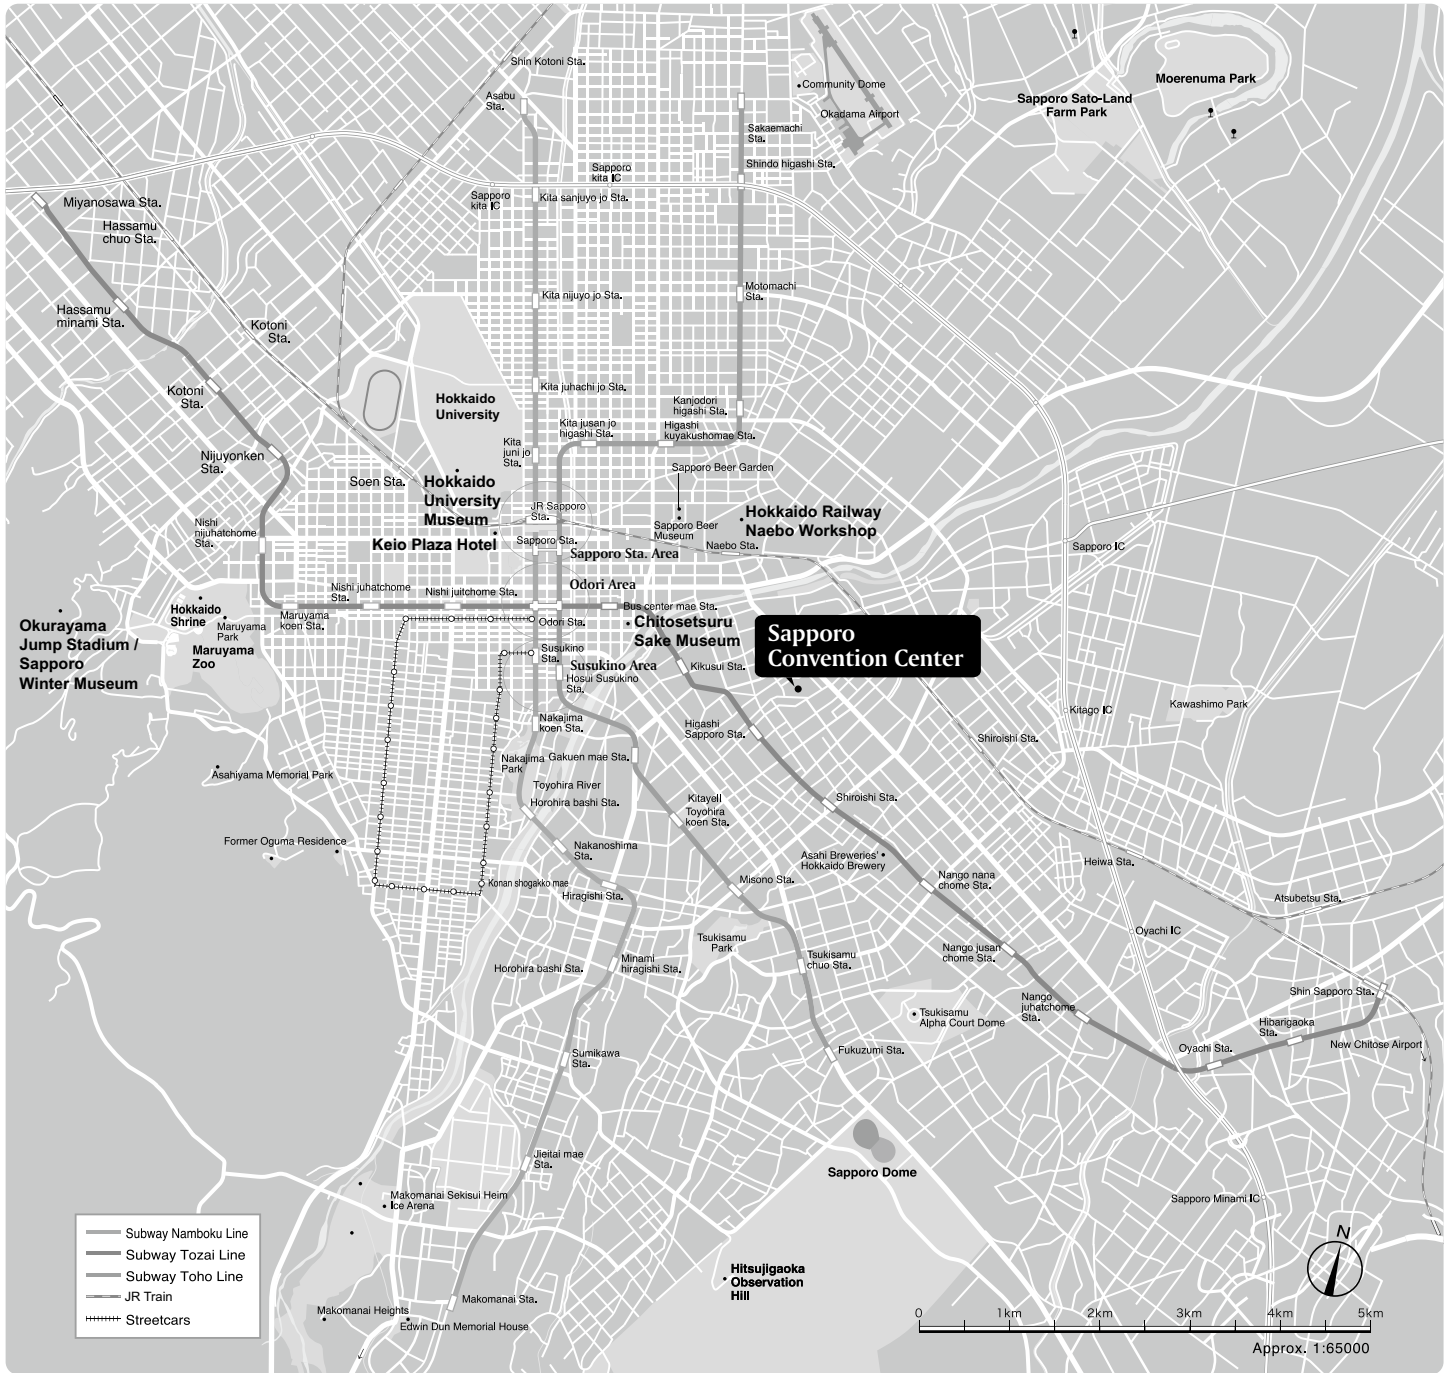 Shin Kotoni Sta.
Asabu
Sta.
Community Dome
Okadama Airport
Moerenuma Park
Sapporo Sato-Land
Farm Park
Sakaemachi
Sta.
Shindo higashi Sta.
Sapporo
kita IC
Sapporo
kita IC
Kita sanjuyo jo Sta.
Miyanosawa Sta.
Hassamu
chuo Sta.
Kita nijuyo jo Sta.
Motomachi
Sta.
Hassamu
minami Sta.
Kotoni
Sta.
Kotoni
Sta.
Hokkaido
University
Kita juhachi jo Sta.
Kanjodori
higashi Sta.
Kita jusan jo
higashi Sta.
Higashi
kuyakushomae Sta.
Kita
juni jo
Sta.
Nijuyonken
Sta.
Soen Sta.
Hokkaido
University
Museum
Sapporo Beer Garden
JR Sapporo
Sta.
Sapporo Beer
Museum
Hokkaido Railway
Naebo Workshop
Nishi
nijuhatchome
Sta.
Keio Plaza Hotel
Sapporo Sta.
Sapporo Sta. Area
Naebo Sta.
Sapporo IC
Odori Area
Nishi juhatchome
Sta.
Nishi juitchome Sta.
Bus center mae Sta.
Hokkaido
Shrine
Maruyama
Park
Maruyama
Zoo
Maruyama
koen Sta.
Odori Sta.
Chitosetsuru
Sake Museum
Okurayama
Jump Stadium /
Sapporo
Winter Museum
Sapporo
Convention Center
Susukino
Sta.
Susukino Area
Hosui Susukino
Sta.
Kikusui Sta.
Kawashimo Park
Kitago IC
Nakajima
koen Sta.
Higashi
Sapporo Sta.
Shiroishi Sta.
Nakajima
Park
Gakuen mae Sta.
Asahiyama Memorial Park
Toyohira River
Horohira bashi Sta.
Kitayell
Toyohira
koen Sta.
Shiroishi Sta.
Former Oguma Residence
Nakanoshima
Sta.
Asahi Breweries'
Hokkaido Brewery
Heiwa Sta.
Konan shogakko mae
Hiragishi Sta.
Misono Sta.
Nango nana
chome Sta.
Atsubetsu Sta.
Oyachi IC
Tsukisamu
Park
Nango jusan
chome Sta.
Horohira bashi Sta.
Minami
hiragishi Sta.
Tsukisamu
chuo Sta.
Nango
juhatchome
Sta.
Shin Sapporo Sta.
Tsukisamu
Alpha Court Dome
Hibarigaoka
Sta.
New Chitose Airport
Sumikawa
Sta.
Fukuzumi Sta.
Oyachi Sta.
Jieitai mae
Sta.
Sapporo Dome
Makomanai Sekisui Heim
Ice Arena
Sapporo Minami IC
Subway Namboku Line
Subway Tozai Line
Subway Toho Line
JR Train
Streetcars
Hitsujigaoka
Observation
Hill
N
Makomanai Sta.
Makomanai Heights
Edwin Dun Memorial House
0 1km 2km 3km 4km 5km
Approx. 1:65000